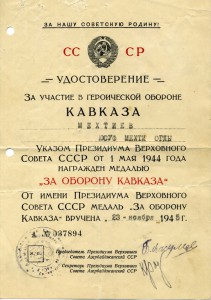 ЗА НАШУ СОВЕТСКУЮ РОДИНУ!
СС СР
УДОСТОВЕРЕНИЕ
ЗА УЧАСТИЕ В ГЕРОИЧЕСКОЙ ОБОРОНЕ
КАВКАЗА
УКАЗОМ ПРЕЗИДИУМА ВЕРХОВНОГО
СОВЕТА СССР ОТ 1 МАЯ 1944 ГОДА
НАГРАЖДЕН МЕДАЛЬЮ
„ЗА ОБОРОНУ КАВКАЗА"
ОТ ИМЕНИ ПРЕЗИДИУМА ВЕРХОВНОГО
СОВЕТА СССР МЕДАЛЬ „ЗА ОБОРОНУ
КАВКАЗА" ВРУЧЕНА „23-ноября 1945 г.
А № 037894
Председатель Президиума Верховного
Совета Азербайджанской ССР
Секретарь Президиума Верховного
Совета Азербайджанской ССР